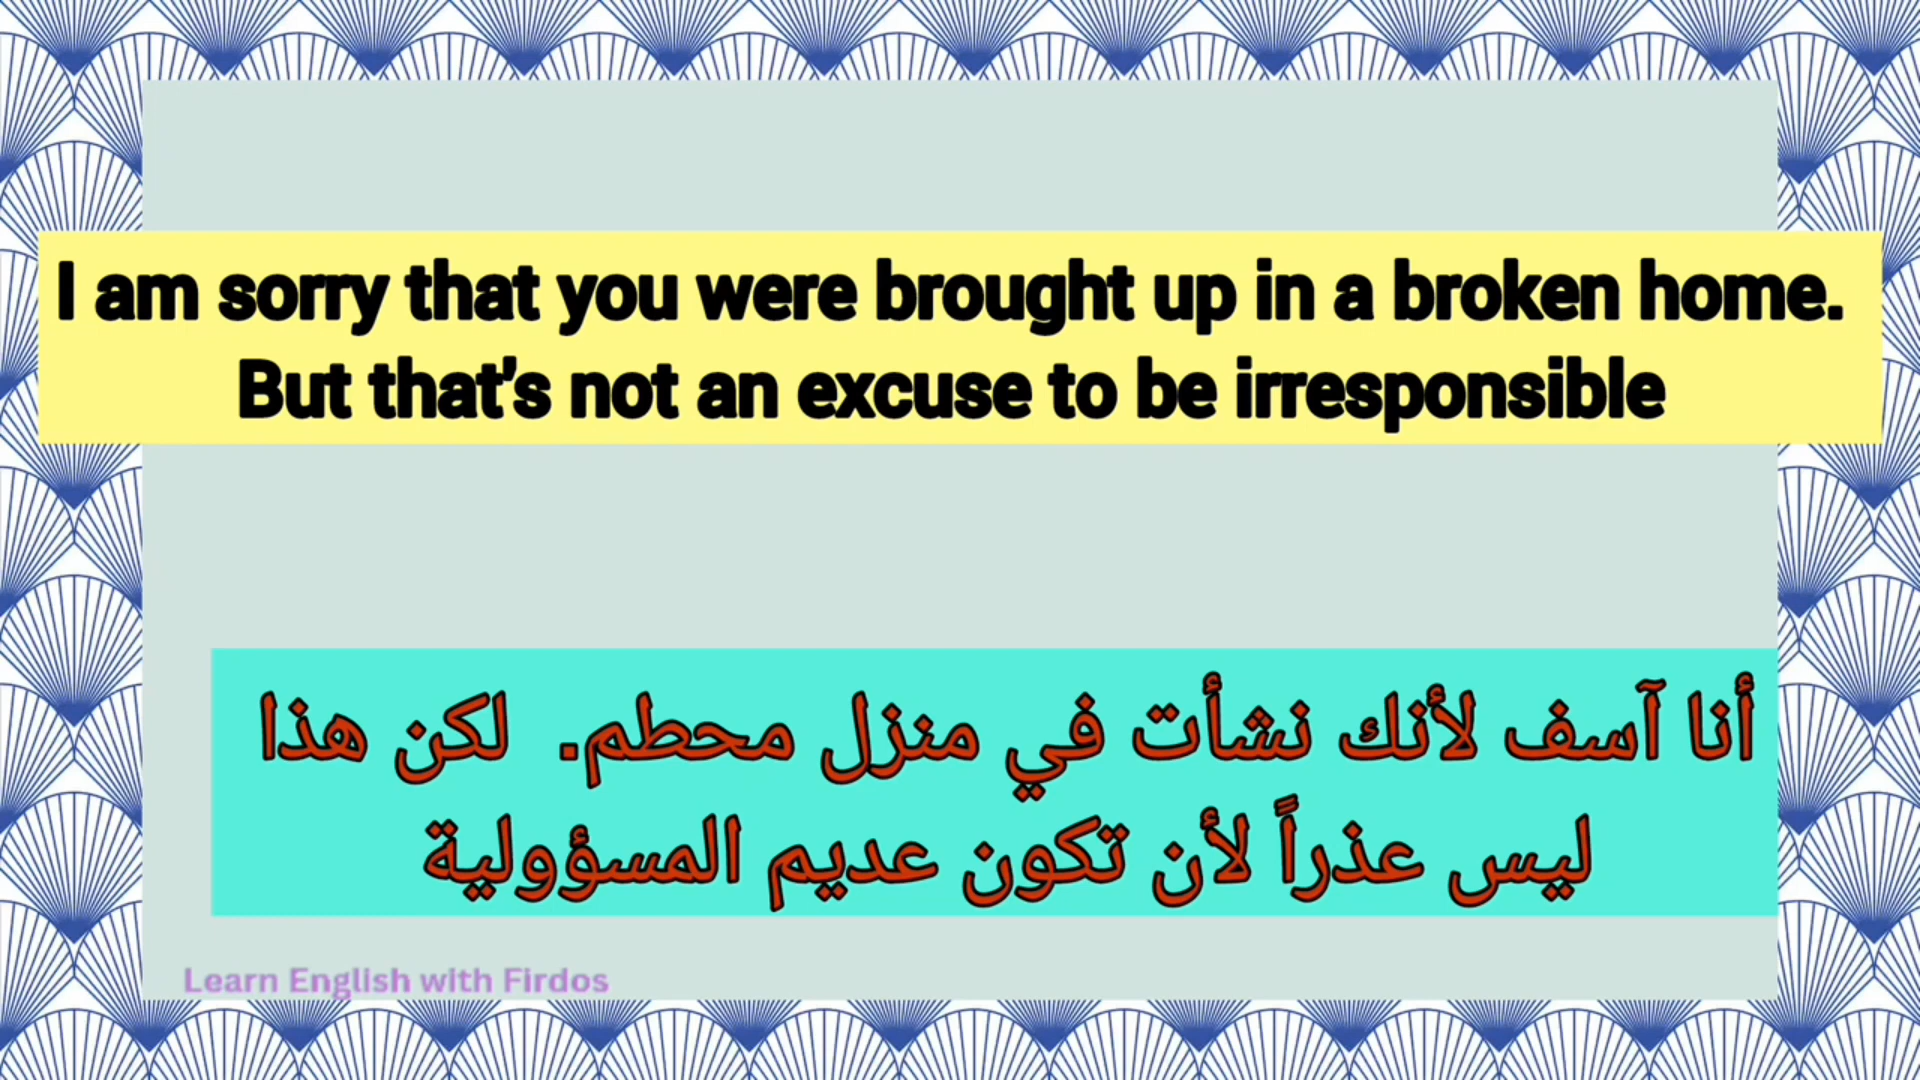 I am sorry that you were brought up in a broken home.
But that's not an excuse to be irresponsible
أنا آسف لأنك نشأت في منزل محطم. لكن هذا
ليس عذراً لأن تكون عديم المسؤولية
Learn English with Firdos